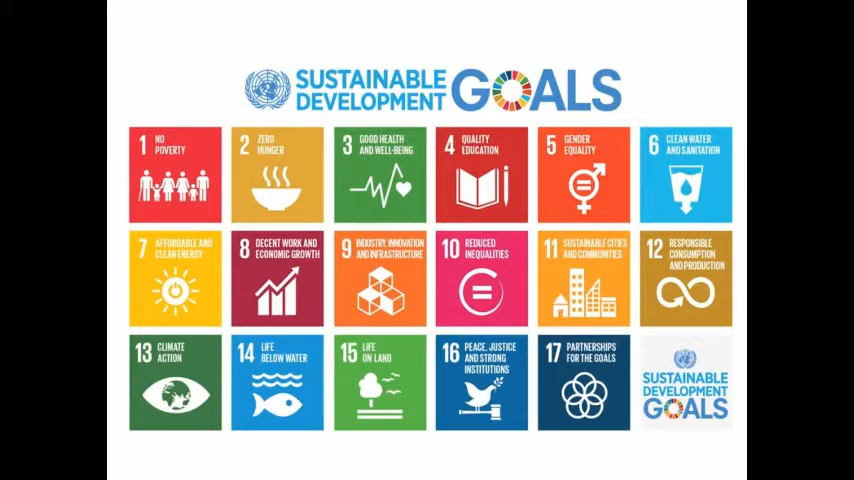 SUSTAINABLE
DEVELOPMENT
GOALS
1 NO
POVERTY
2 ZERO
HUNGER
3 GOOD HEALTH
AND WELL-BEING
4 QUALITY
EDUCATION
5 GENDER
EQUALITY
6 CLEAN WATER
AND SANITATION
7 AFFORDABLE AND
CLEAN ENERGY
8 DECENT WORK AND
ECONOMIC GROWTH
9 INDUSTRY, INNOVATION
AND INFRASTRUCTURE
10 REDUCED
INEQUALITIES
11 SUSTAINABLE CITIES
AND COMMUNITIES
12 RESPONSIBLE
CONSUMPTION
AND PRODUCTION
13 CLIMATE
ACTION
14 LIFE
BELOW WATER
15 LIFE
ON LAND
16 PEACE, JUSTICE
AND STRONG
INSTITUTIONS
17 PARTNERSHIPS
FOR THE GOALS
SUSTAINABLE
DEVELOPMENT
GOALS